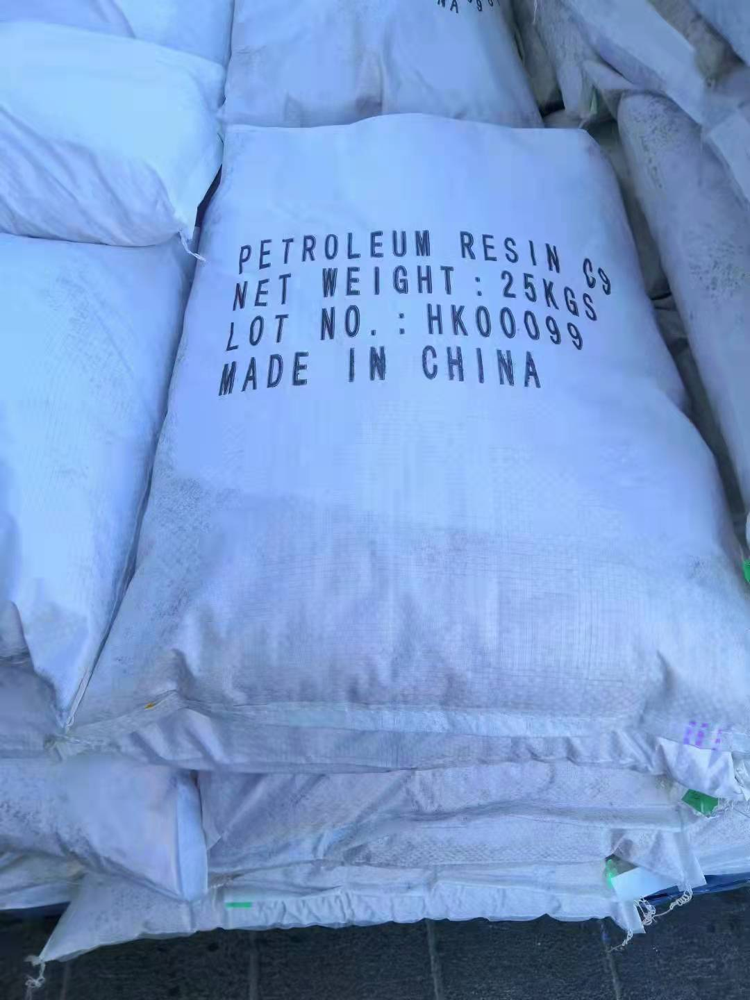 PETROLEUM RESIN C9
NET WEIGHT:25KGS
LOT NO.:HK00099
MADE IN CHINA